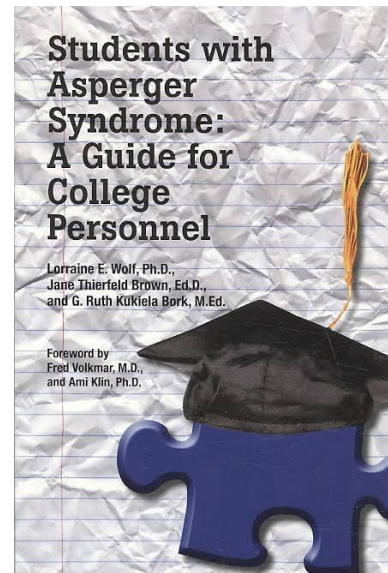 Students with
Asperger
Syndrome:
A Guide for
College
Personnel
Lorraine E. Wolf, Ph.D.,
Jane Thierfeld Brown, Ed.D.,
and G. Ruth Kukiela Bork, M.Ed.
Foreword by
Fred Volkmar, M.D.,
and Ami Klin, Ph.D.